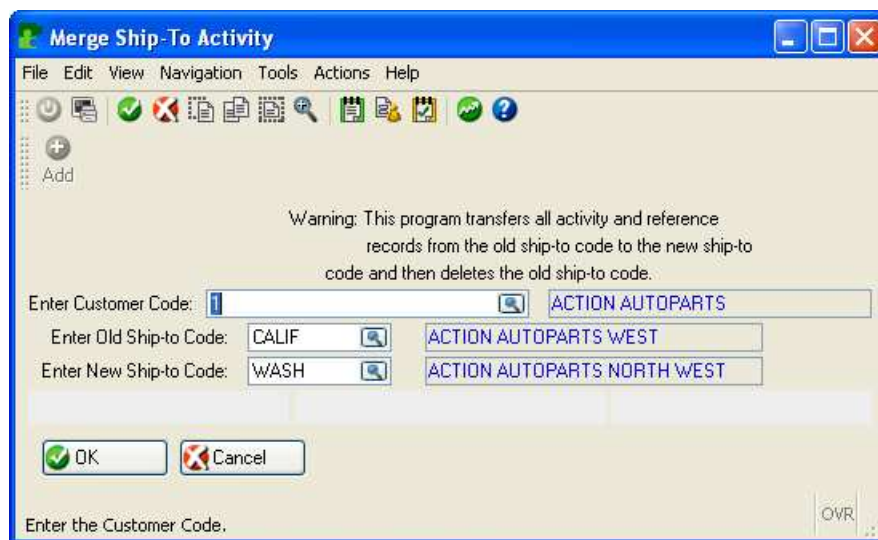 Merge Ship-To Activity
File Edit View Navigation Tools Actions Help
Add
Warning: This program transfers all activity and reference
records from the old ship-to code to the new ship-to
code and then deletes the old ship-to code.
Enter Customer Code: 1 ACTION AUTOPARTS
Enter Old Ship-to Code: CALIF ACTION AUTOPARTS WEST
Enter New Ship-to Code: WASH ACTION AUTOPARTS NORTH WEST
OK Cancel
Enter the Customer Code. OVR